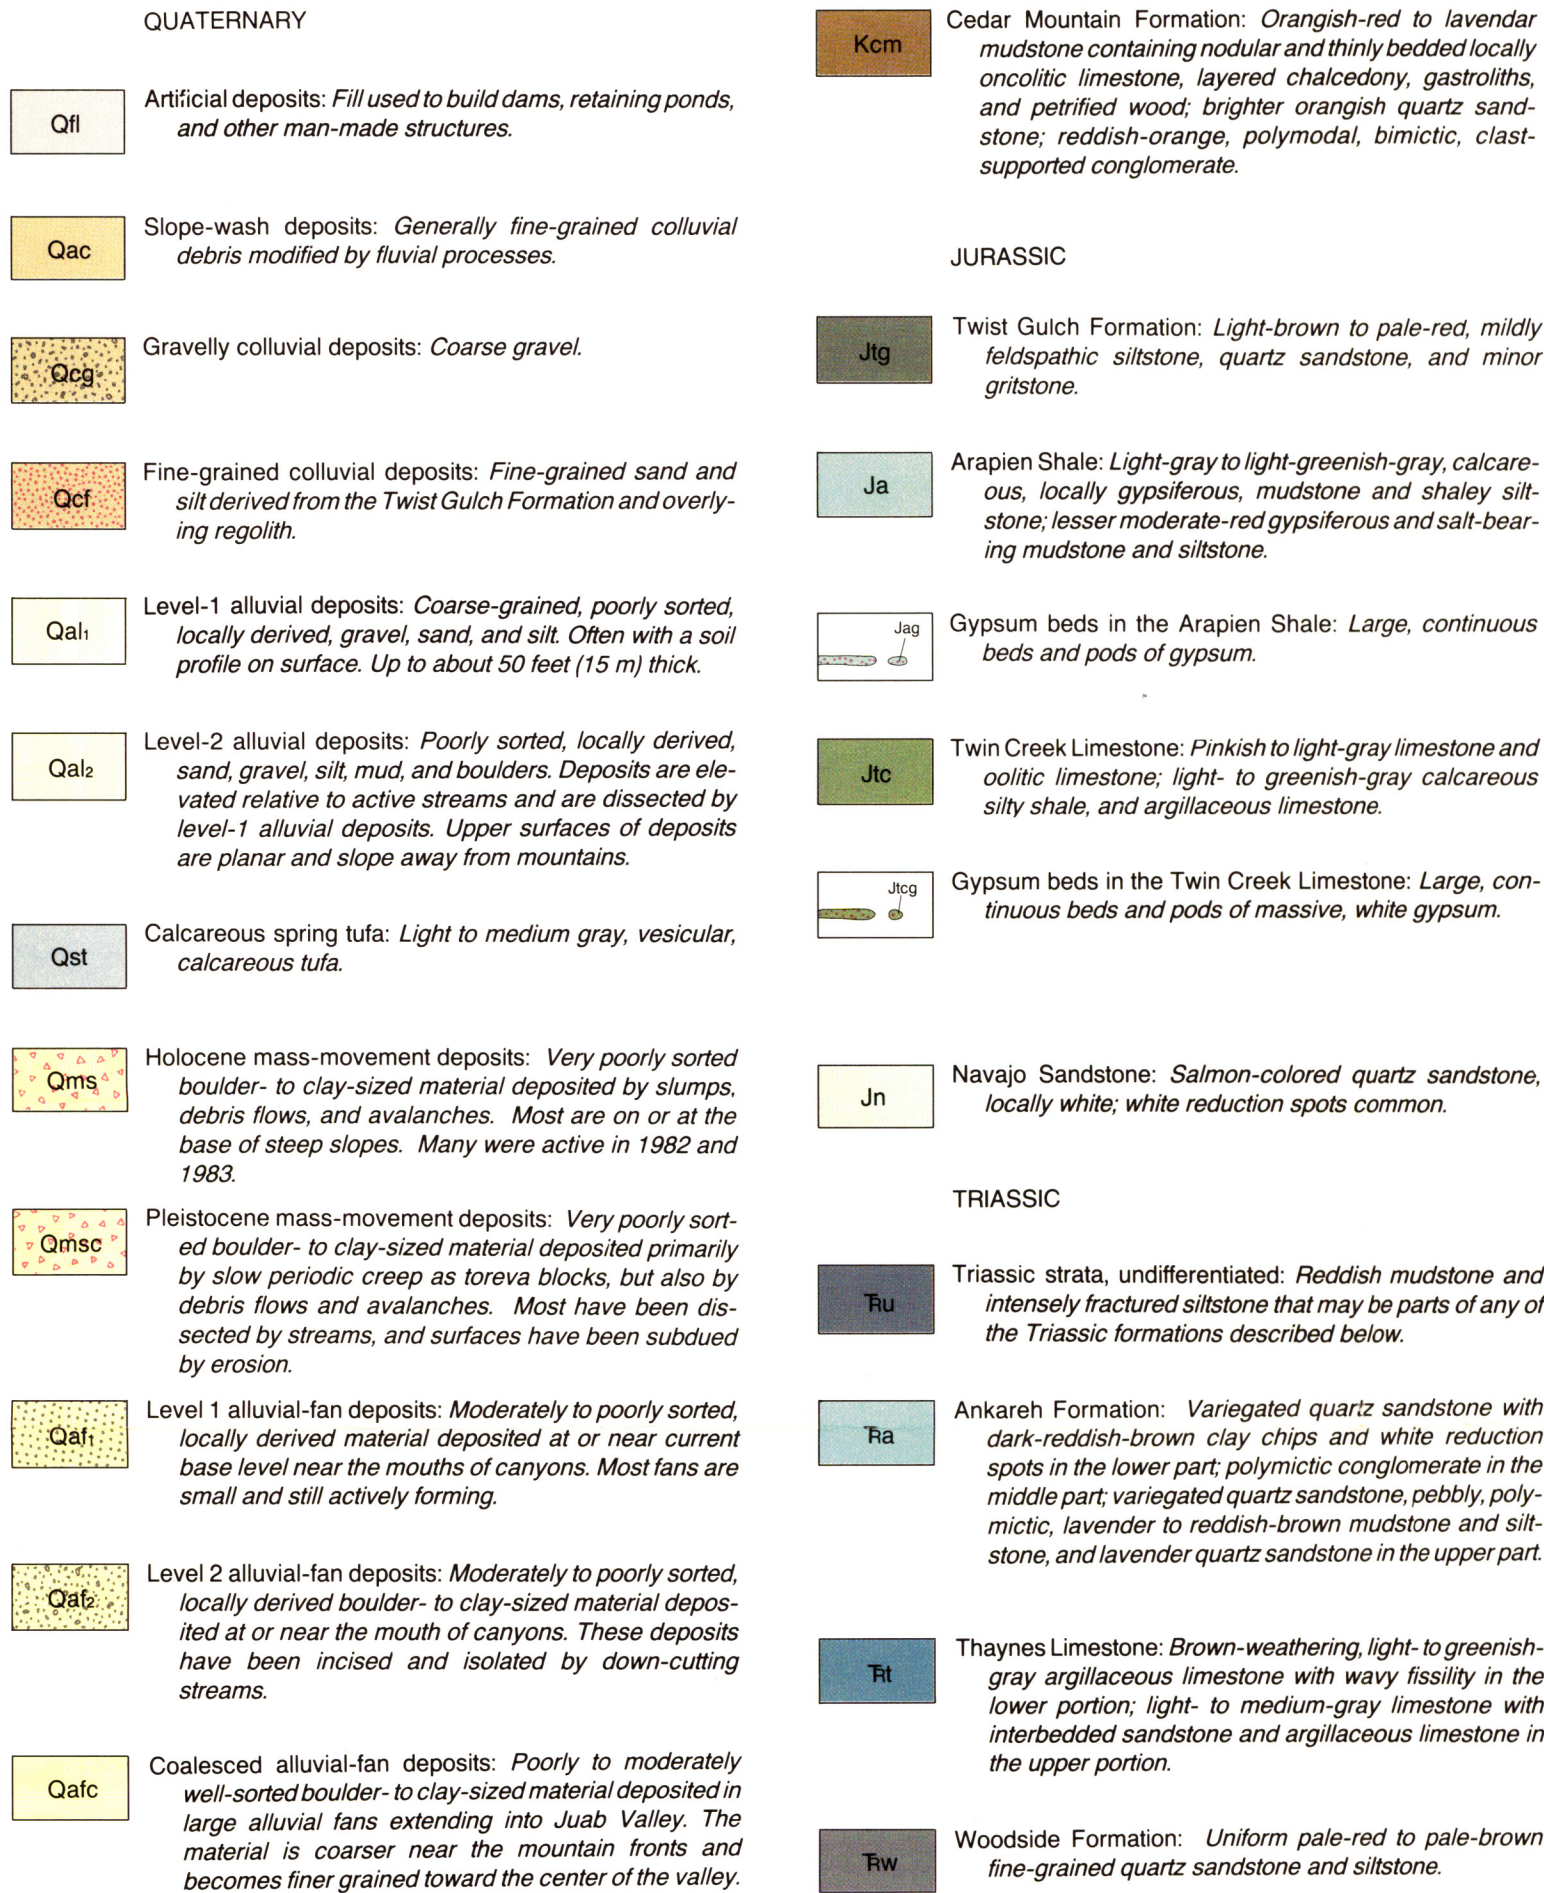 QUATERNARY
Qfl
Artificial deposits: Fill used to build dams, retaining ponds,
and other man-made structures.
Qac
Slope-wash deposits: Generally fine-grained colluvial
debris modified by fluvial processes.
Qcg
Gravelly colluvial deposits: Coarse gravel.
Qcf
Fine-grained colluvial deposits: Fine-grained sand and
silt derived from the Twist Gulch Formation and overly-
ing regolith.
Qal₁
Level-1 alluvial deposits: Coarse-grained, poorly sorted,
locally derived, gravel, sand, and silt. Often with a soil
profile on surface. Up to about 50 feet (15 m) thick.
Qal₂
Level-2 alluvial deposits: Poorly sorted, locally derived,
sand, gravel, silt, mud, and boulders. Deposits are ele-
vated relative to active streams and are dissected by
level-1 alluvial deposits. Upper surfaces of deposits
are planar and slope away from mountains.
Qst
Calcareous spring tufa: Light to medium gray, vesicular,
calcareous tufa.
Qms
Holocene mass-movement deposits: Very poorly sorted
boulder- to clay-sized material deposited by slumps,
debris flows, and avalanches. Most are on or at the
base of steep slopes. Many were active in 1982 and
1983.
Qmsc
Pleistocene mass-movement deposits: Very poorly sort-
ed boulder- to clay-sized material deposited primarily
by slow periodic creep as toreva blocks, but also by
debris flows and avalanches. Most have been dis-
sected by streams, and surfaces have been subdued
by erosion.
Qaf₁
Level 1 alluvial-fan deposits: Moderately to poorly sorted,
locally derived material deposited at or near current
base level near the mouths of canyons. Most fans are
small and still actively forming.
Qaf₂
Level 2 alluvial-fan deposits: Moderately to poorly sorted,
locally derived boulder- to clay-sized material depos-
ited at or near the mouth of canyons. These deposits
have been incised and isolated by down-cutting
streams.
Qafc
Coalesced alluvial-fan deposits: Poorly to moderately
well-sorted boulder- to clay-sized material deposited in
large alluvial fans extending into Juab Valley. The
material is coarser near the mountain fronts and
becomes finer grained toward the center of the valley.
Kcm
Cedar Mountain Formation: Orangish-red to lavendar
mudstone containing nodular and thinly bedded locally
oncolitic limestone, layered chalcedony, gastroliths,
and petrified wood; brighter orangish quartz sand-
stone; reddish-orange, polymodal, bimictic, clast-
supported conglomerate.
JURASSIC
Jtg
Twist Gulch Formation: Light-brown to pale-red, mildly
feldspathic siltstone, quartz sandstone, and minor
gritstone.
Ja
Arapien Shale: Light-gray to light-greenish-gray, calcare-
ous, locally gypsiferous, mudstone and shaley silt-
stone; lesser moderate-red gypsiferous and salt-bear-
ing mudstone and siltstone.
Jag
Gypsum beds in the Arapien Shale: Large, continuous
beds and pods of gypsum.
Jtc
Twin Creek Limestone: Pinkish to light-gray limestone and
oolitic limestone; light- to greenish-gray calcareous
silty shale, and argillaceous limestone.
Jtcg
Gypsum beds in the Twin Creek Limestone: Large, con-
tinuous beds and pods of massive, white gypsum.
Jn
Navajo Sandstone: Salmon-colored quartz sandstone,
locally white; white reduction spots common.
TRIASSIC
T̵Ru
Triassic strata, undifferentiated: Reddish mudstone and
intensely fractured siltstone that may be parts of any of
the Triassic formations described below.
T̵Ra
Ankareh Formation: Variegated quartz sandstone with
dark-reddish-brown clay chips and white reduction
spots in the lower part; polymictic conglomerate in the
middle part; variegated quartz sandstone, pebbly, poly-
mictic, lavender to reddish-brown mudstone and silt-
stone, and lavender quartz sandstone in the upper part.
T̵Rt
Thaynes Limestone: Brown-weathering, light- to greenish-
gray argillaceous limestone with wavy fissility in the
lower portion; light- to medium-gray limestone with
interbedded sandstone and argillaceous limestone in
the upper portion.
T̵Rw
Woodside Formation: Uniform pale-red to pale-brown
fine-grained quartz sandstone and siltstone.